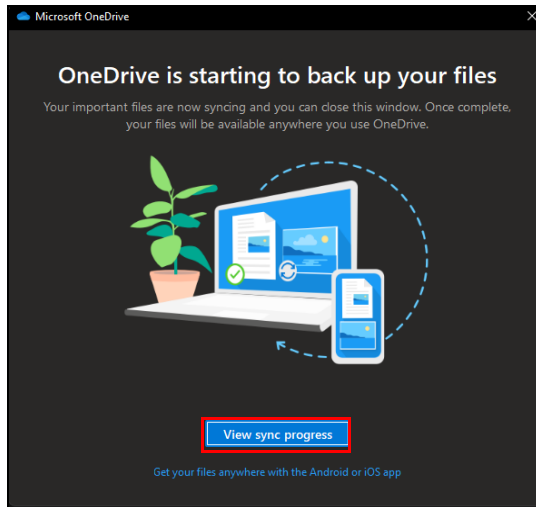 Microsoft OneDrive
OneDrive is starting to back up your files
Your important files are now syncing and you can close this window. Once complete,
your files will be available anywhere you use OneDrive.
View sync progress
Get your files anywhere with the Android or iOS app